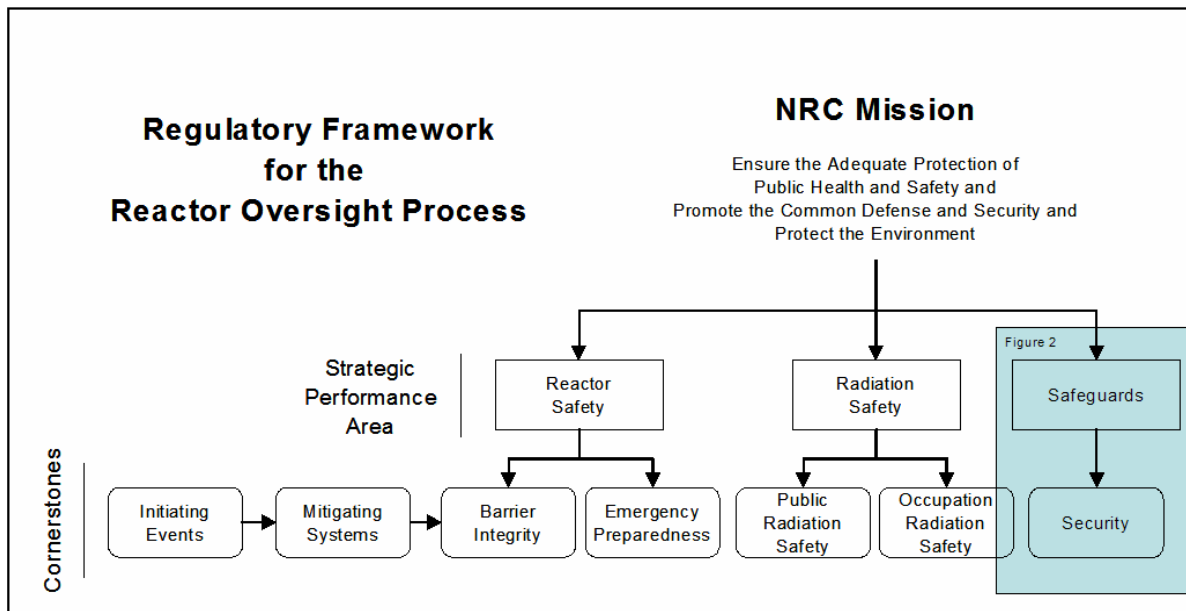 Regulatory Framework
for the
Reactor Oversight Process
NRC Mission
Ensure the Adequate Protection of
Public Health and Safety and
Promote the Common Defense and Security and
Protect the Environment
Strategic
Performance
Area
Reactor
Safety
Radiation
Safety
Figure 2
Safeguards
Cornerstones
Initiating
Events
Mitigating
Systems
Barrier
Integrity
Emergency
Preparedness
Public
Radiation
Safety
Occupation
Radiation
Safety
Security